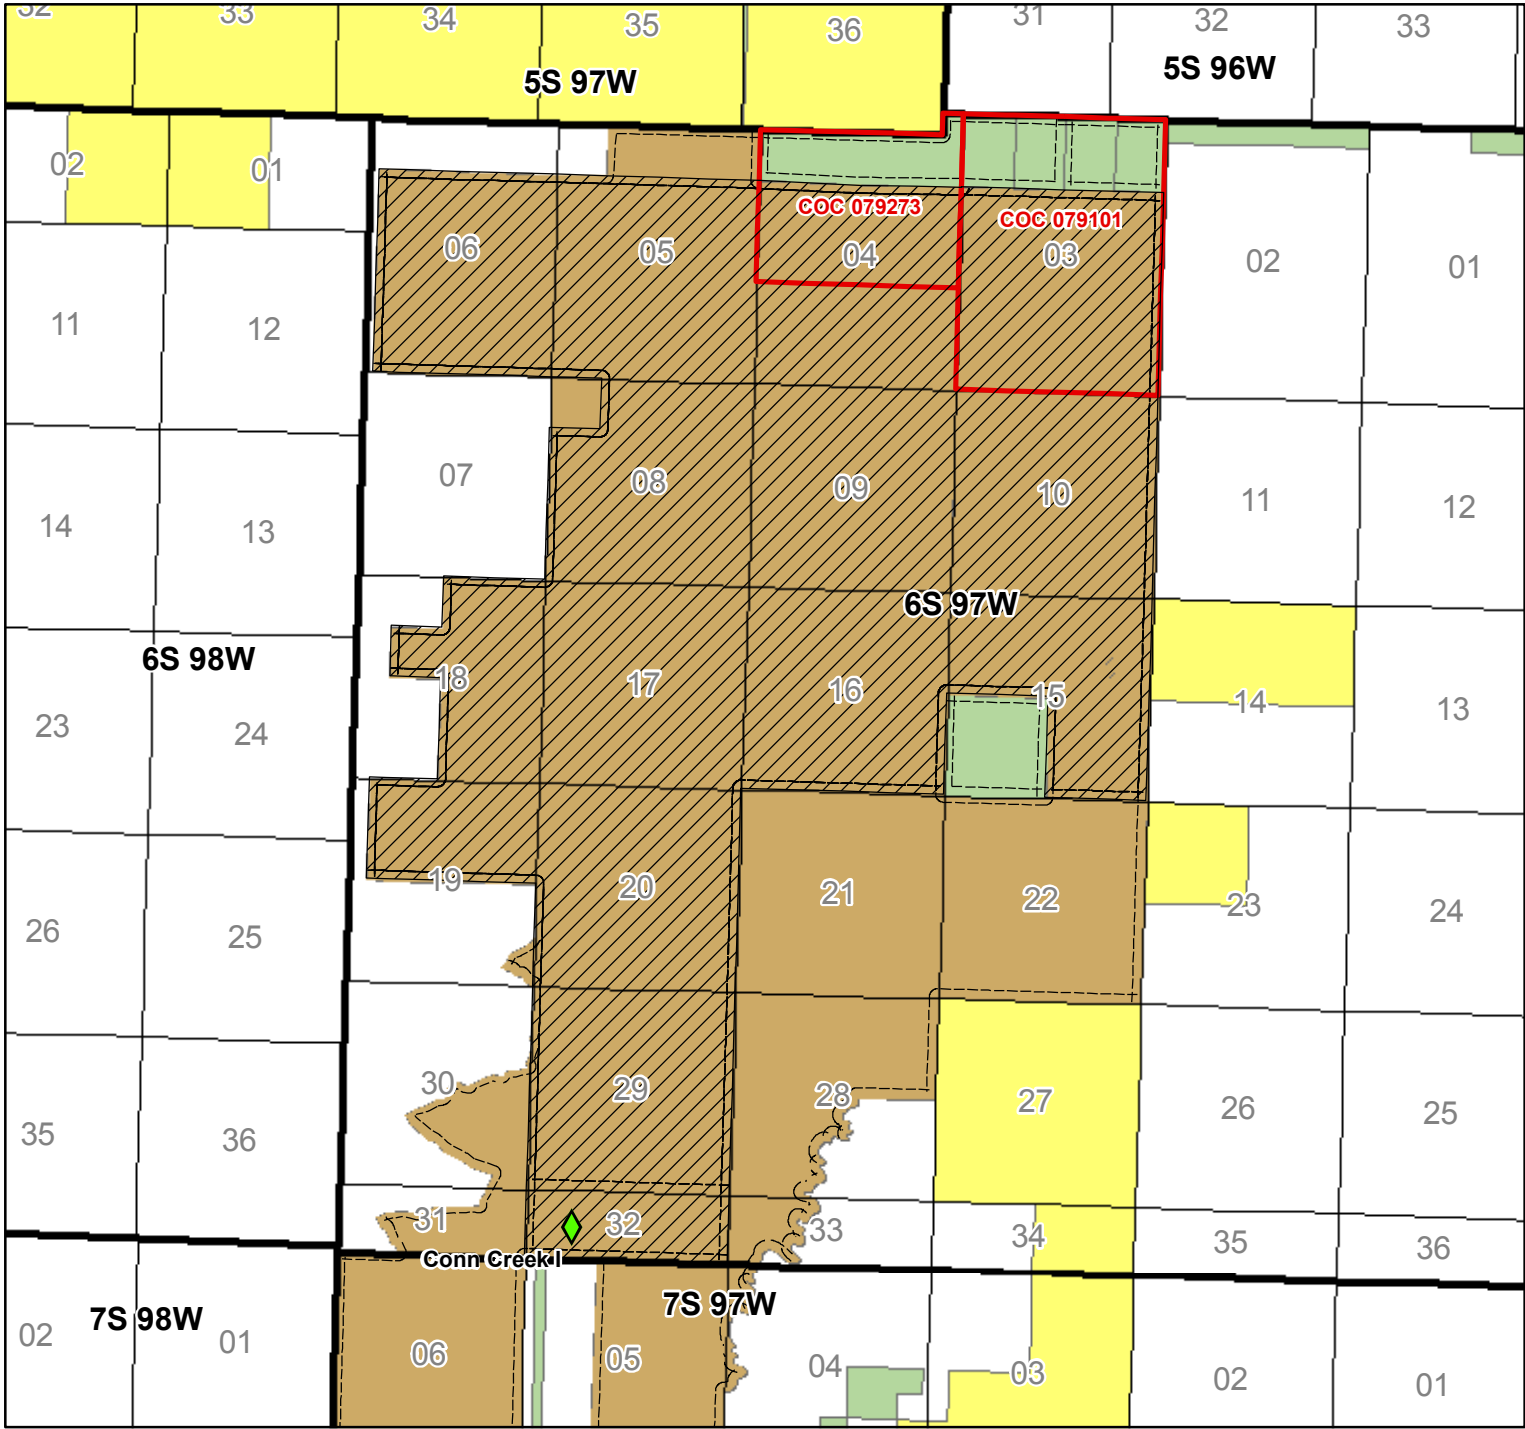 32 33 34 35 36 31 32 33
5S 97W 5S 96W
02 01
COC 079273 COC 079101
06 05 04 03 02 01
11 12
07 08 09 10 11 12
14 13
6S 97W
6S 98W
18 17 16 15 14 13
23 24
19 20 21 22 23 24
26 25
30 29 28 27 26 25
35 36
31 32 33 34 35 36
Conn Creek I
7S 98W 7S 97W
02 01 06 05 04 03 02 01